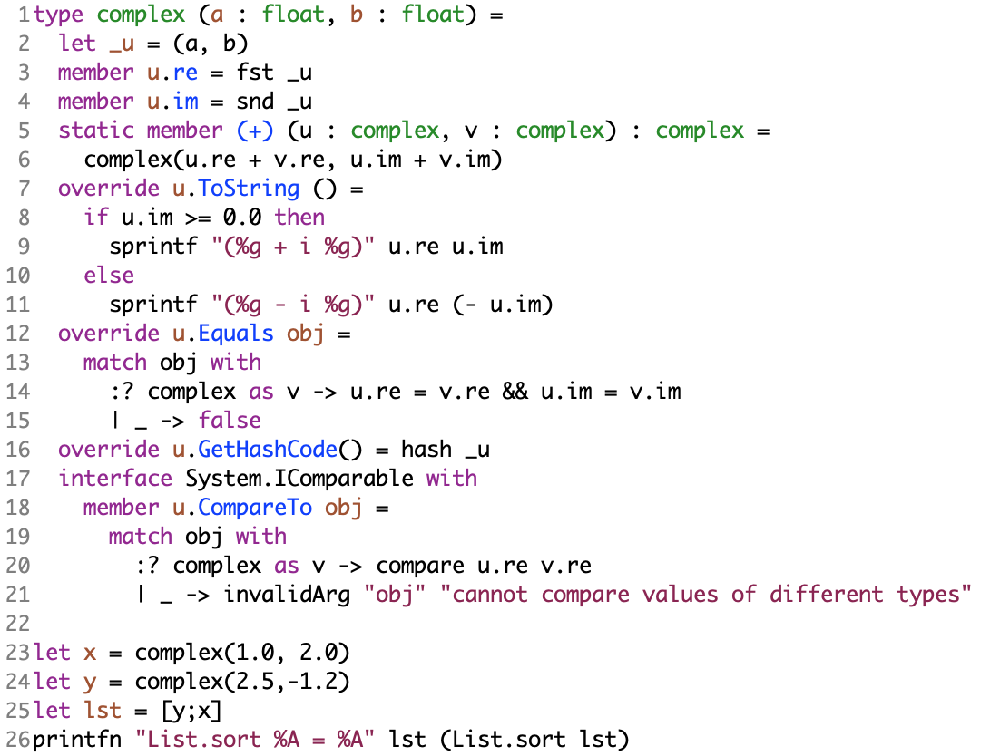 1type complex (a : float, b : float) =
2  let _u = (a, b)
3  member u.re = fst _u
4  member u.im = snd _u
5  static member (+) (u : complex, v : complex) : complex =
6    complex(u.re + v.re, u.im + v.im)
7  override u.ToString () =
8    if u.im >= 0.0 then
9      sprintf "(%g + i %g)" u.re u.im
10    else
11      sprintf "(%g - i %g)" u.re (- u.im)
12  override u.Equals obj =
13    match obj with
14      :? complex as v -> u.re = v.re && u.im = v.im
15      | _ -> false
16  override u.GetHashCode() = hash _u
17  interface System.IComparable with
18    member u.CompareTo obj =
19      match obj with
20        :? complex as v -> compare u.re v.re
21        | _ -> invalidArg "obj" "cannot compare values of different types"
22
23let x = complex(1.0, 2.0)
24let y = complex(2.5,-1.2)
25let lst = [y;x]
26printfn "List.sort %A = %A" lst (List.sort lst)